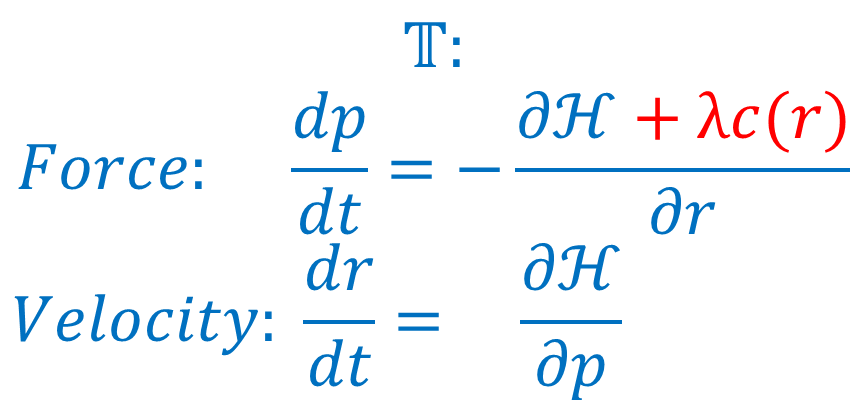 𝕋:
Force: dp/dt = − ∂ℋ + λc(r)/∂r
Velocity: dr/dt = ∂ℋ/∂p